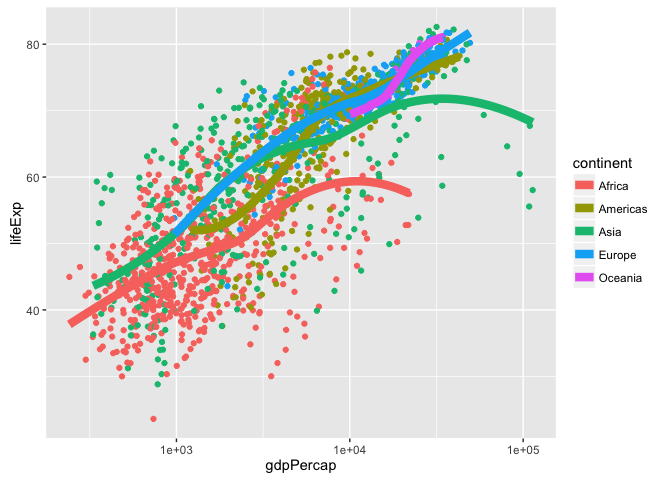 80
60
40
lifeExp
1e+03
1e+04
1e+05
gdpPercap
continent
Africa
Americas
Asia
Europe
Oceania